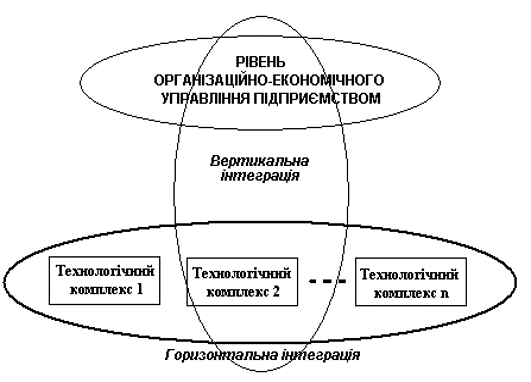 РІВЕНЬ
ОРГАНІЗАЦІЙНО-ЕКОНОМІЧНОГО
УПРАВЛІННЯ ПІДПРИЄМСТВОМ
Вертикальна
інтеграція
Технологічний
комплекс 1
Технологічний
комплекс 2
Технологічний
комплекс n
Горизонтальна інтеграція